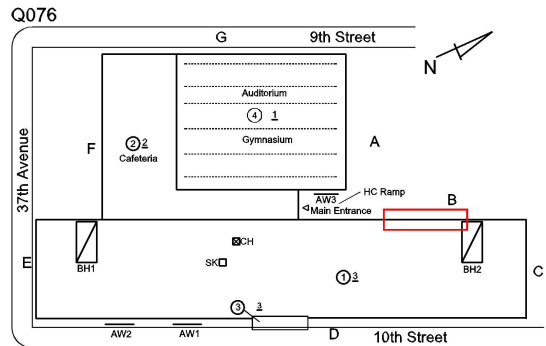 Q076
G
9th Street
N
37th Avenue
Auditorium
4 1
Gymnasium
2 2
Cafeteria
F
A
AW3
HC Ramp
Main Entrance
B
CH
SK
BH1
BH2
1 3
E
C
3 3
AW2
AW1
D
10th Street